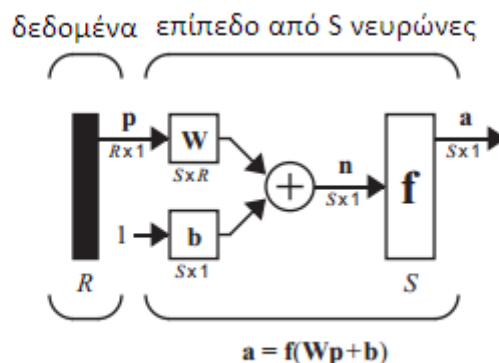 δεδομένα επίπεδο από S νευρώνες
p W n f a
Rx1 SxR Sx1 Sx1
1 b
Sx1
R S
a = f(Wp+b)